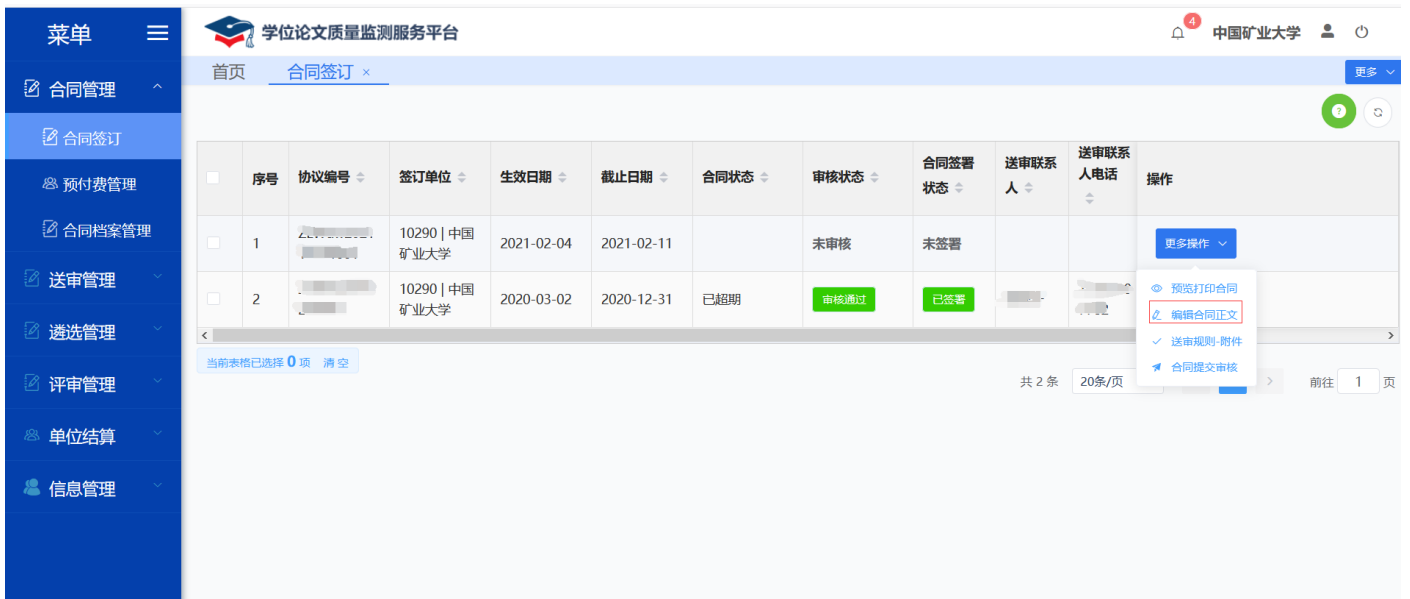 菜单
学位论文质量监测服务平台
4
中国矿业大学
首页
合同签订 ×
更多
合同管理
合同签订
预付费管理
合同档案管理
送审管理
遴选管理
评审管理
单位结算
信息管理
序号
协议编号
签订单位
生效日期
截止日期
合同状态
审核状态
合同签署
状态
送审联系
人
送审联系
人电话
操作
1
10290 | 中国
矿业大学
2021-02-04
2021-02-11
未审核
未签署
更多操作
2
10290 | 中国
矿业大学
2020-03-02
2020-12-31
已超期
审核通过
已签署
预览打印合同
编辑合同正文
送审规则-附件
合同提交审核
当前表格已选择 0 项 清空
共 2 条
20条/页
前往 1 页